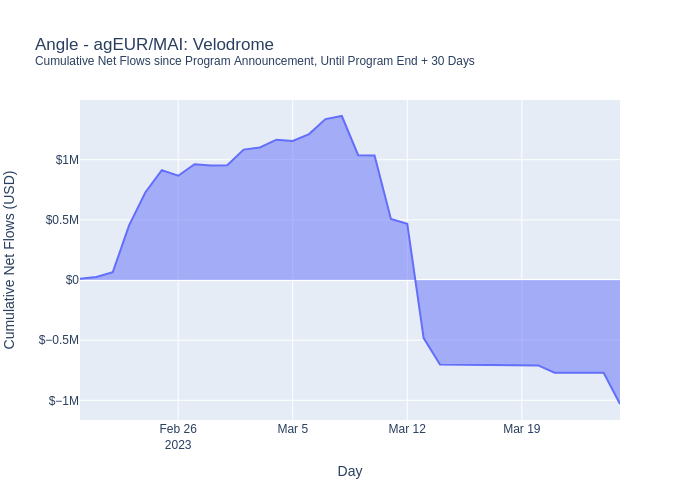 Angle - agEUR/MAI: Velodrome
Cumulative Net Flows since Program Announcement, Until Program End + 30 Days
Cumulative Net Flows (USD)
$1M
$0.5M
$0
$−0.5M
$−1M
Feb 26
2023
Mar 5
Mar 12
Mar 19
Day